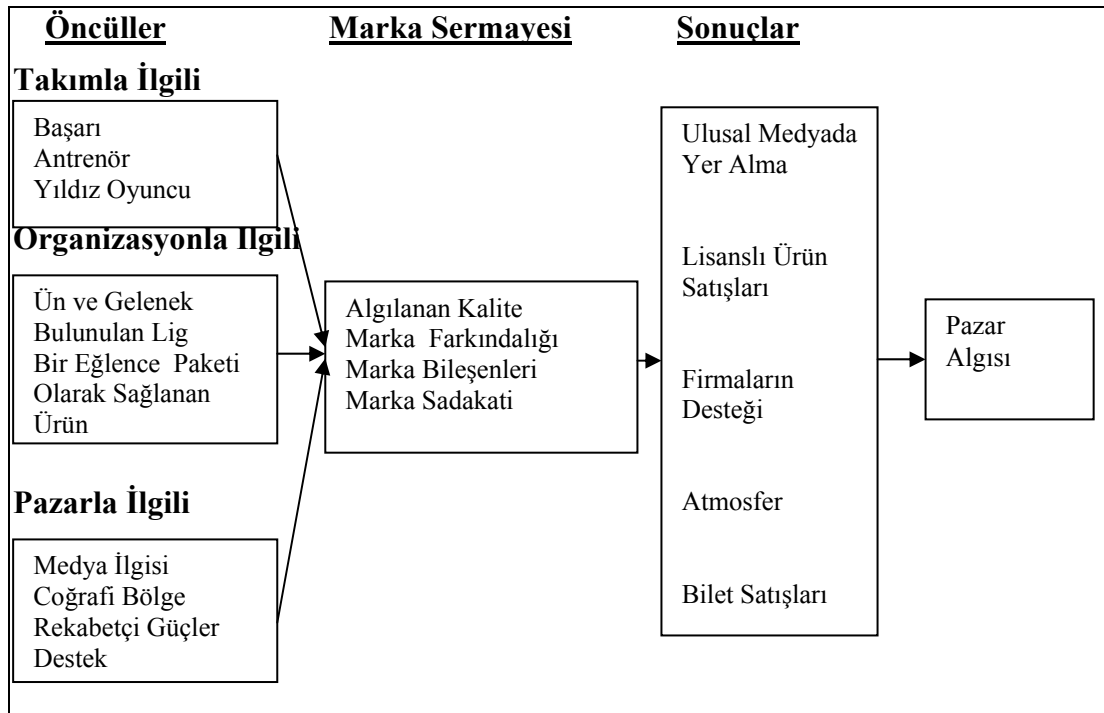 Öncüller
Marka Sermayesi
Sonuçlar
Takımla İlgili
Başarı
Antrenör
Yıldız Oyuncu
Organizasyonla Ilgili
Ün ve Gelenek
Bulunulan Lig
Bir Eğlence Paketi
Olarak Sağlanan
Ürün
Pazarla İlgili
Medya İlgisi
Coğrafi Bölge
Rekabetçi Güçler
Destek
Algılanan Kalite
Marka Farkındalığı
Marka Bileşenleri
Marka Sadakati
Ulusal Medyada
Yer Alma
Lisanslı Ürün
Satışları
Firmaların
Desteği
Atmosfer
Bilet Satışları
Pazar
Algısı